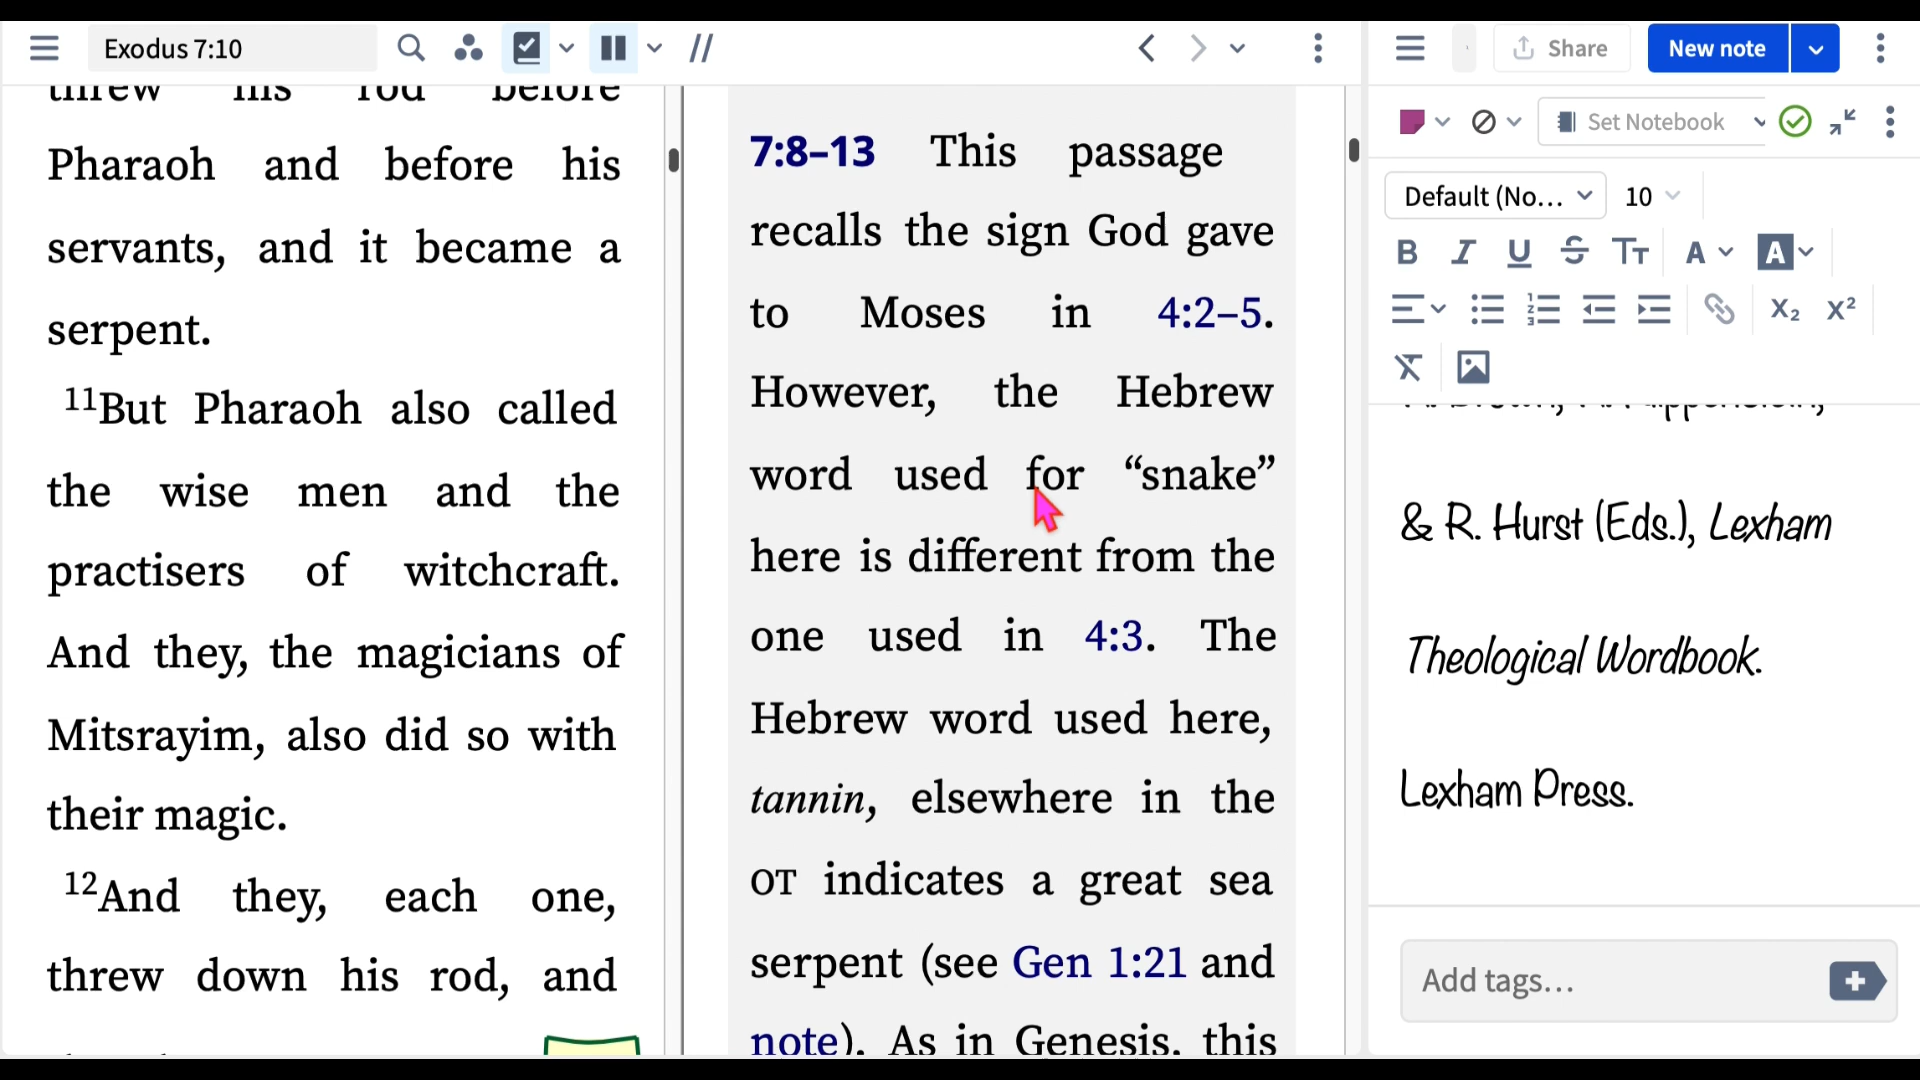 Exodus 7:10
Share
New note
Set Notebook
Default (No...
10
threw his rod before
Pharaoh and before his
servants, and it became a
serpent.
11But Pharaoh also called
the wise men and the
practisers of witchcraft.
And they, the magicians of
Mitsrayim, also did so with
their magic.
12And they, each one,
threw down his rod, and
7:8–13 This passage
recalls the sign God gave
to Moses in 4:2–5.
However, the Hebrew
word used for “snake”
here is different from the
one used in 4:3. The
Hebrew word used here,
tannin, elsewhere in the
OT indicates a great sea
serpent (see Gen 1:21 and
note). As in Genesis, this
& R. Hurst (Eds.), Lexham
Theological Wordbook.
Lexham Press.
Add tags...